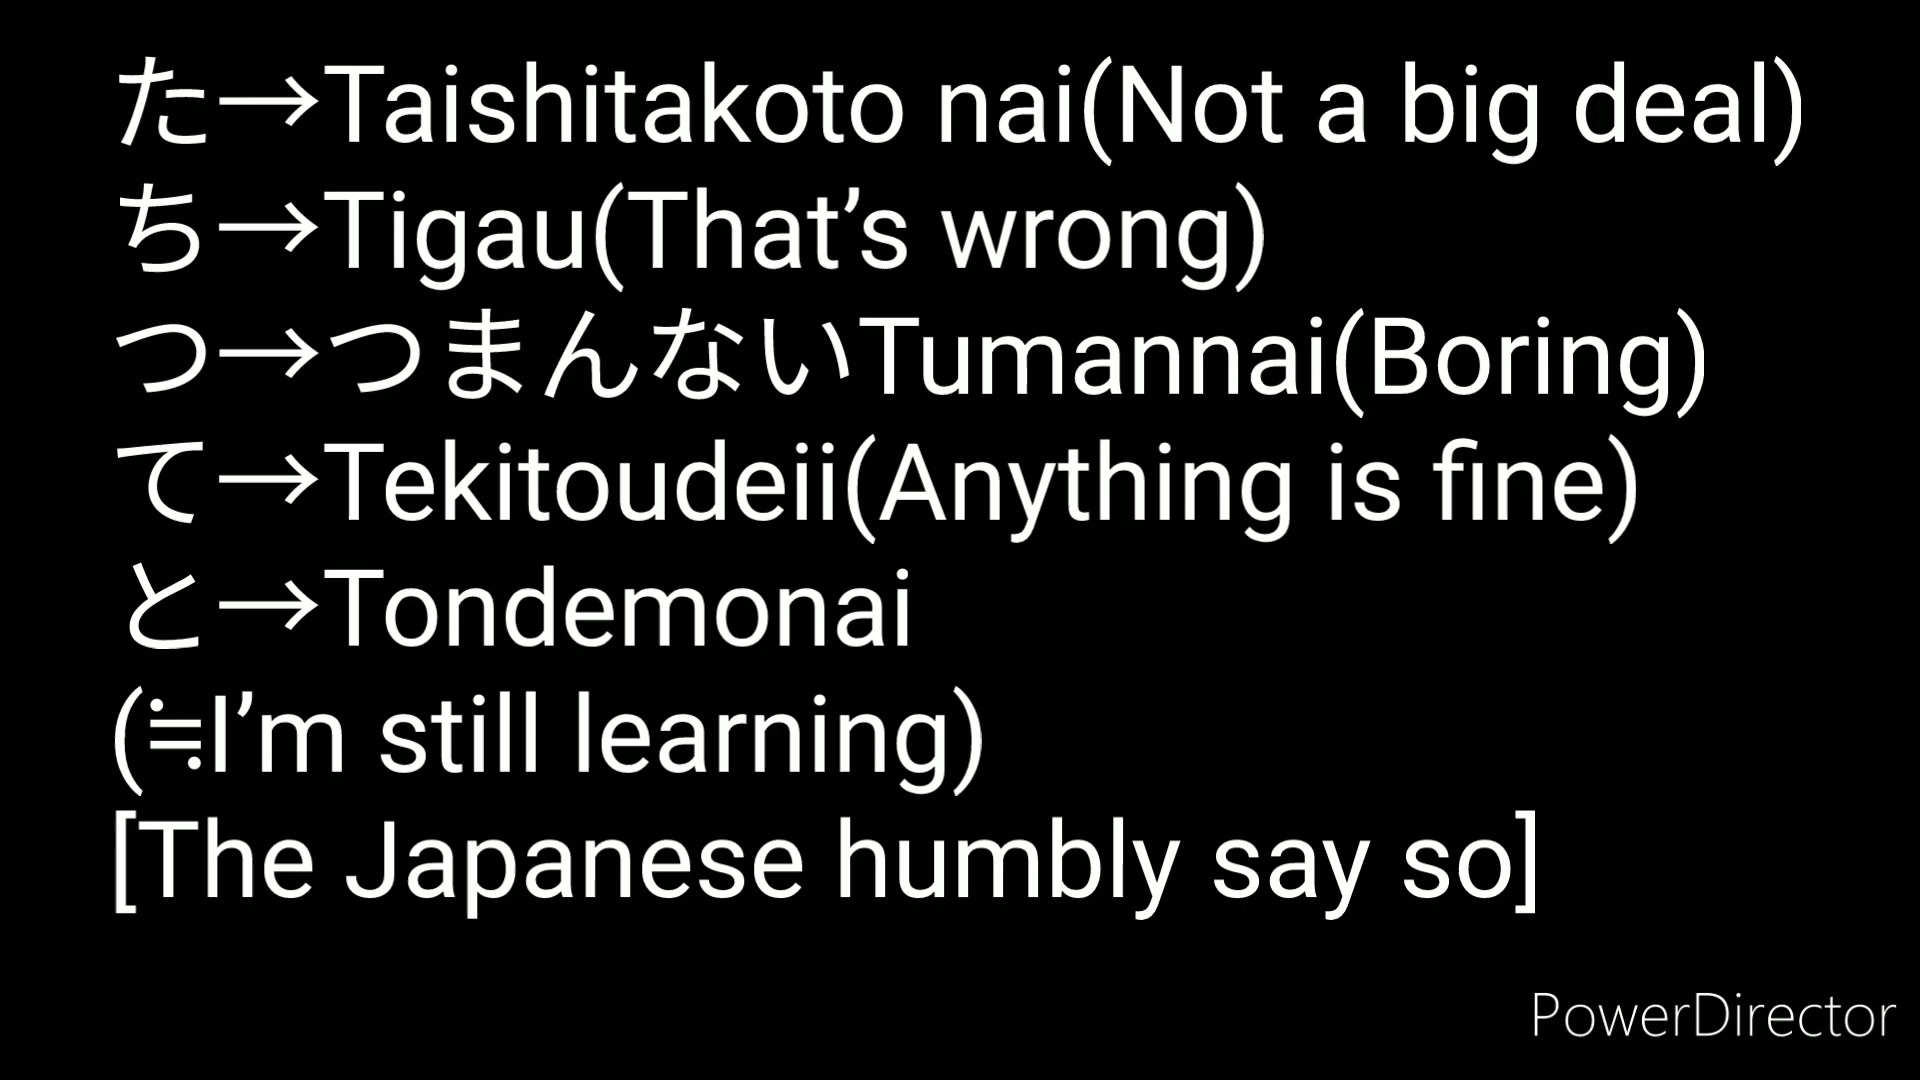 た→Taishitakoto nai(Not a big deal)
ち→Tigau(That’s wrong)
つ→つまんないTumannai(Boring)
て→Tekitoudeii(Anything is fine)
と→Tondemonai
(≒I’m still learning)
[The Japanese humbly say so]
PowerDirector